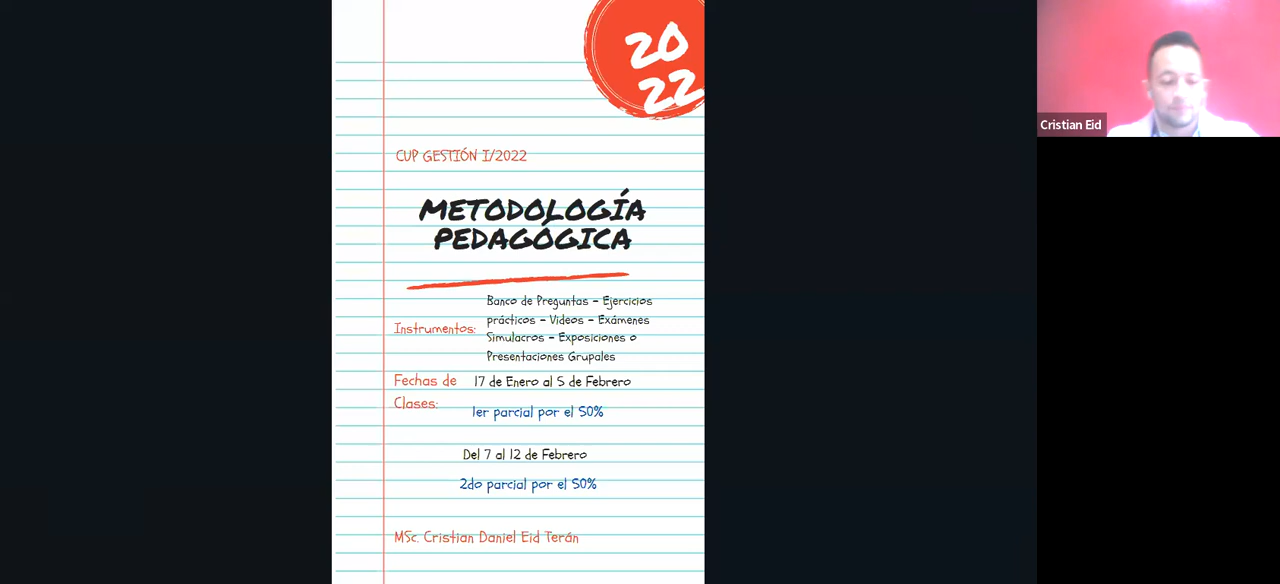 20
22
CUP GESTIÓN I/2022
METODOLOGÍA
PEDAGÓGICA
Instrumentos:
Banco de Preguntas - Ejercicios
prácticos - Videos - Exámenes
Simulacros - Exposiciones o
Presentaciones Grupales
Fechas de
Clases:
17 de Enero al 5 de Febrero
1er parcial por el 50%
Del 7 al 12 de Febrero
2do parcial por el 50%
MSc. Cristian Daniel Eid Terán
Cristian Eid